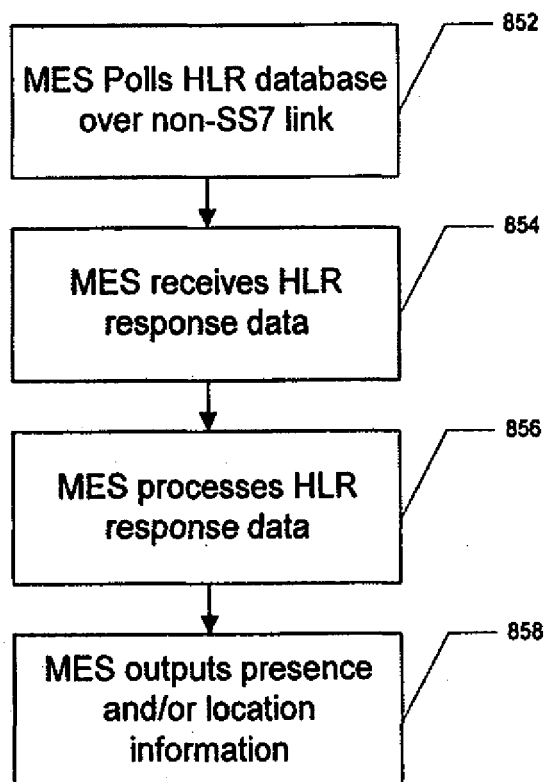 852
MES Polls HLR database
over non-SS7 link
854
MES receives HLR
response data
856
MES processes HLR
response data
858
MES outputs presence
and/or location
information